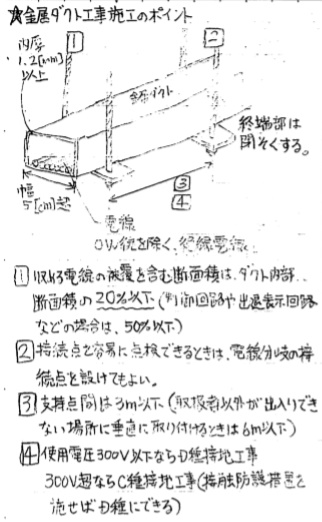 ☆金属ダクト工事施工のポイント
1
2
内厚
1.2[mm]
以上
金属ダクト
終端部は
閉そくする。
3
4
幅
5[cm]超
電線
OW線を除く、絶縁電線
1 収める電線の被覆を含む断面積は、ダクト内部
断面積の20%以下(制御回路や出退表示回路
などの場合は、50%以下)
2 接続点を容易に点検できるときは、電線分岐の接
続点を設けてもよい。
3 支持点間は3m以下(取扱者以外が出入りでき
ない場所に垂直に取り付けるときは6m以下)
4 使用電圧300V以下ならD種接地工事
300V超ならC種接地工事(接触防護措置を
施せばD種にできる)